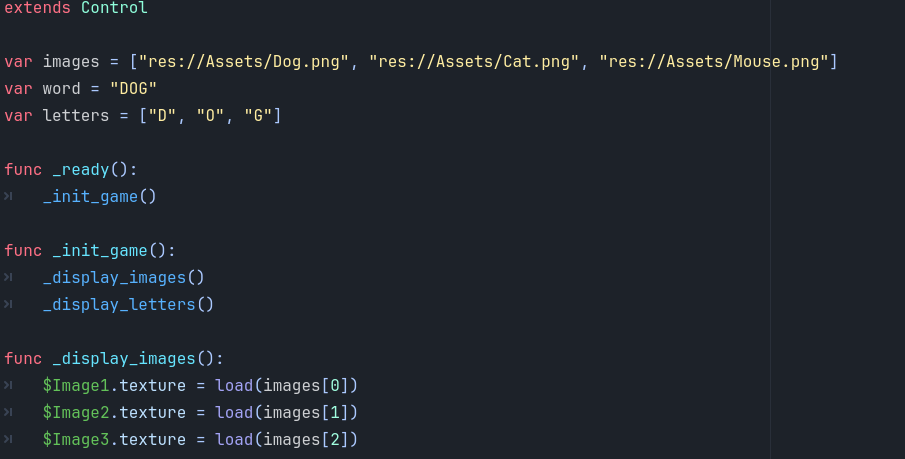 extends Control
var images = ["res://Assets/Dog.png", "res://Assets/Cat.png", "res://Assets/Mouse.png"]
var word = "DOG"
var letters = ["D", "O", "G"]
func _ready():
_init_game()
func _init_game():
_display_images()
_display_letters()
func _display_images():
$Image1.texture = load(images[0])
$Image2.texture = load(images[1])
$Image3.texture = load(images[2])